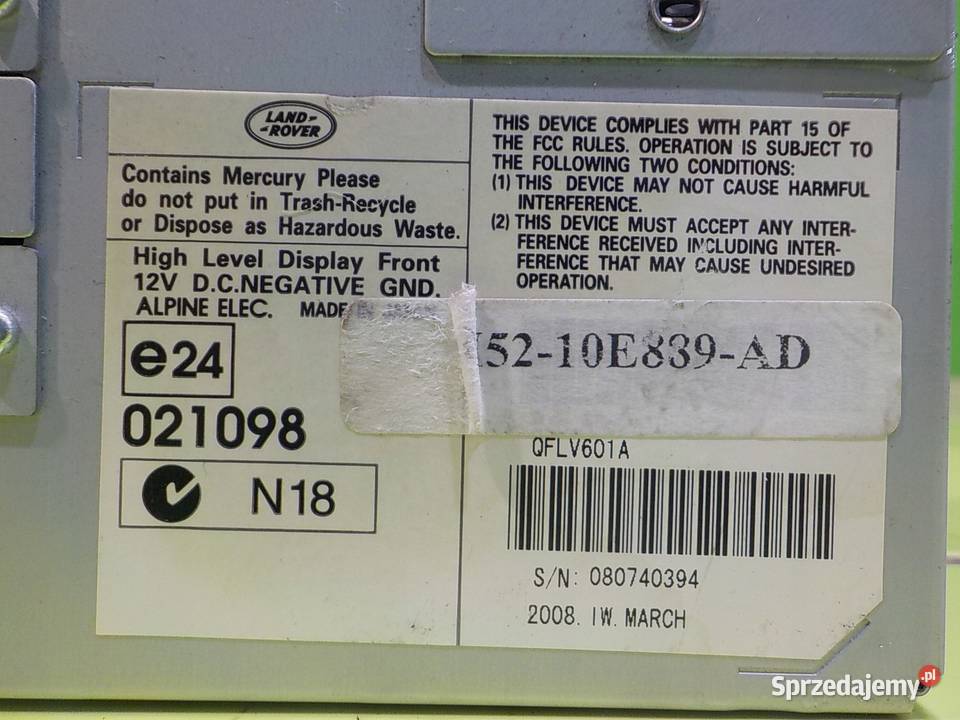 LAND-
-ROVER
Contains Mercury Please
do not put in Trash-Recycle
or Dispose as Hazardous Waste.
High Level Display Front
12V D.C.NEGATIVE GND.
ALPINE ELEC. MADE IN JAPAN
e24
021098
N18
THIS DEVICE COMPLIES WITH PART 15 OF
THE FCC RULES. OPERATION IS SUBJECT TO
THE FOLLOWING TWO CONDITIONS:
(1) THIS DEVICE MAY NOT CAUSE HARMFUL
INTERFERENCE.
(2) THIS DEVICE MUST ACCEPT ANY INTER-
FERENCE RECEIVED INCLUDING INTER-
FERENCE THAT MAY CAUSE UNDESIRED
OPERATION.
52-10E889-AD
QFLV601A
S/N: 080740394
2008. 1W. MARCH
Sprzedajemy.pl